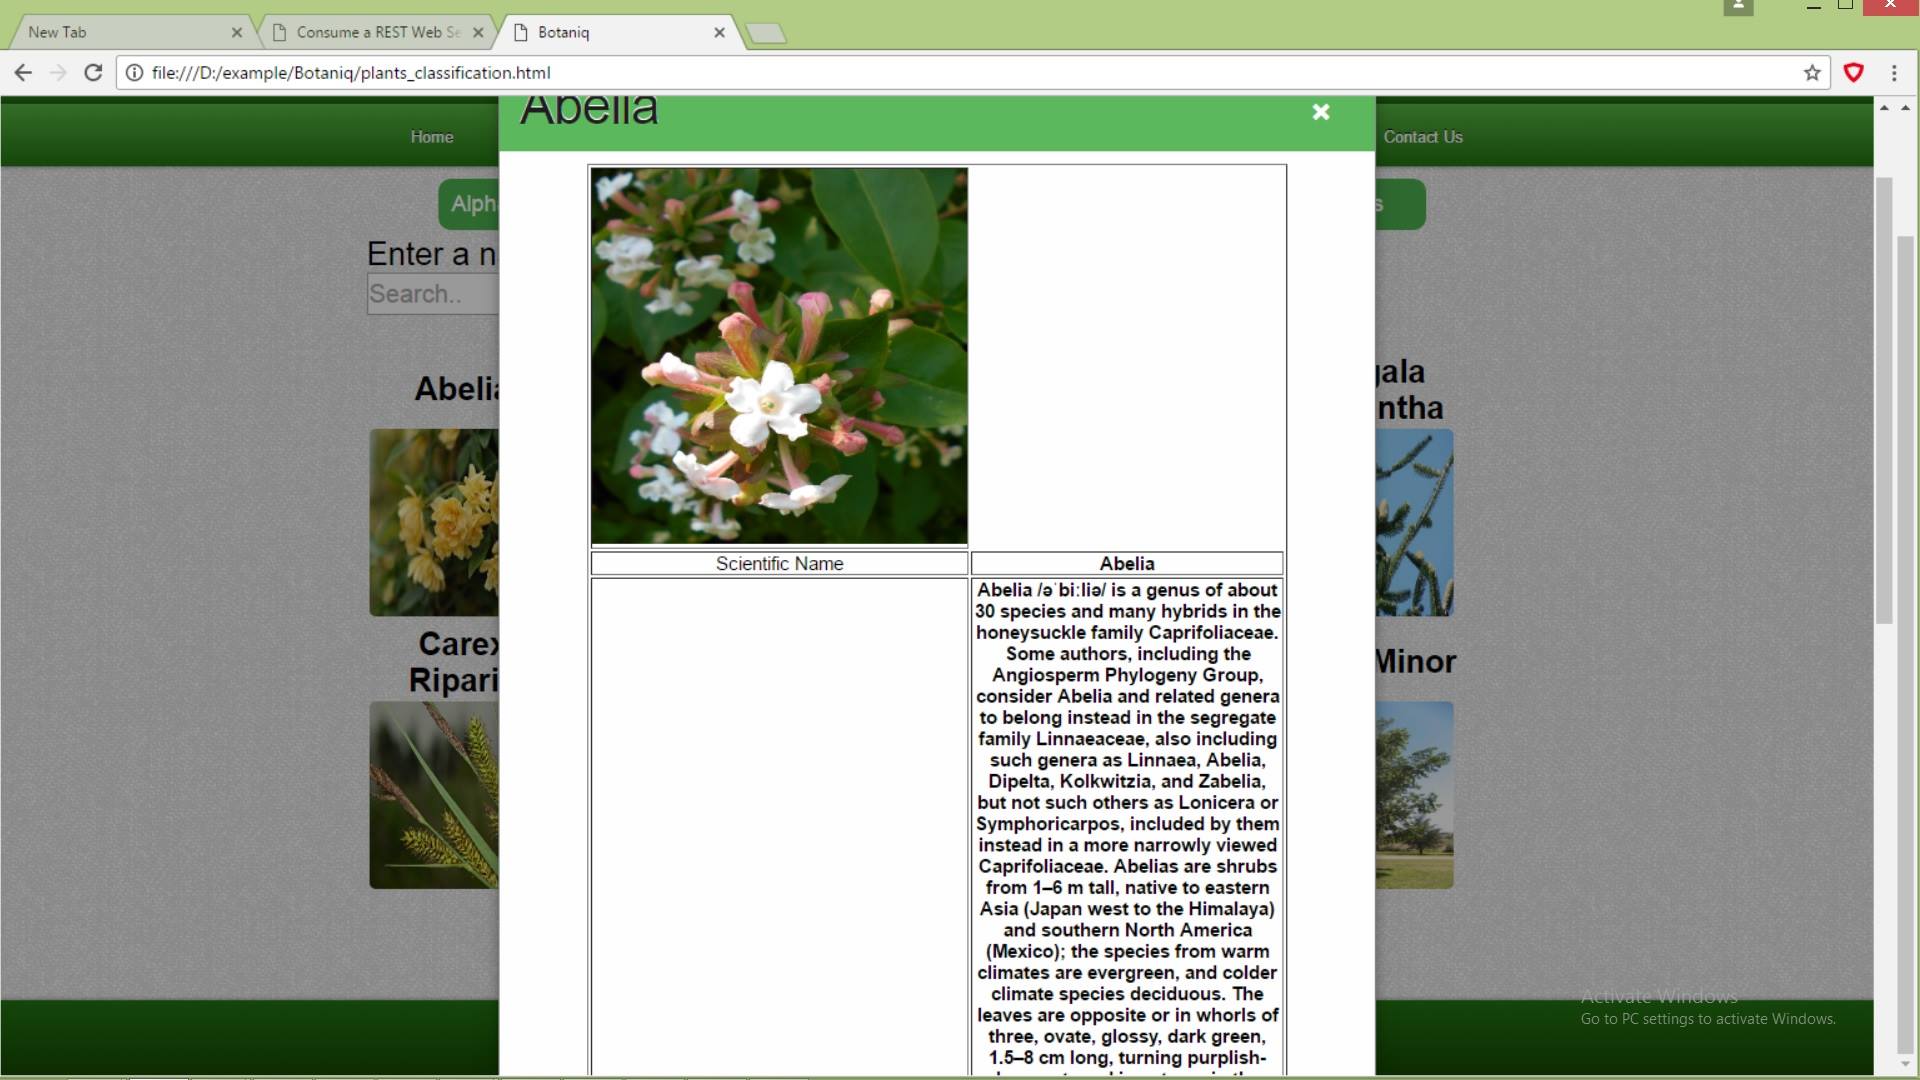 New Tab
Consume a REST Web Se
Botaniq
file:///D:/example/Botaniq/plants_classification.html
Abelia
Home
Contact Us
Alph
s
Enter a n
Search..
Abelia
gala
ntha
Carex
Ripari
Minor
Scientific Name
Abelia
Abelia /əˈbiːliə/ is a genus of about
30 species and many hybrids in the
honeysuckle family Caprifoliaceae.
Some authors, including the
Angiosperm Phylogeny Group,
consider Abelia and related genera
to belong instead in the segregate
family Linnaeaceae, also including
such genera as Linnaea, Abelia,
Dipelta, Kolkwitzia, and Zabelia,
but not such others as Lonicera or
Symphoricarpos, included by them
instead in a more narrowly viewed
Caprifoliaceae. Abelias are shrubs
from 1–6 m tall, native to eastern
Asia (Japan west to the Himalaya)
and southern North America
(Mexico); the species from warm
climates are evergreen, and colder
climate species deciduous. The
leaves are opposite or in whorls of
three, ovate, glossy, dark green,
1.5–8 cm long, turning purplish-
Activate Windows
Go to PC settings to activate Windows.